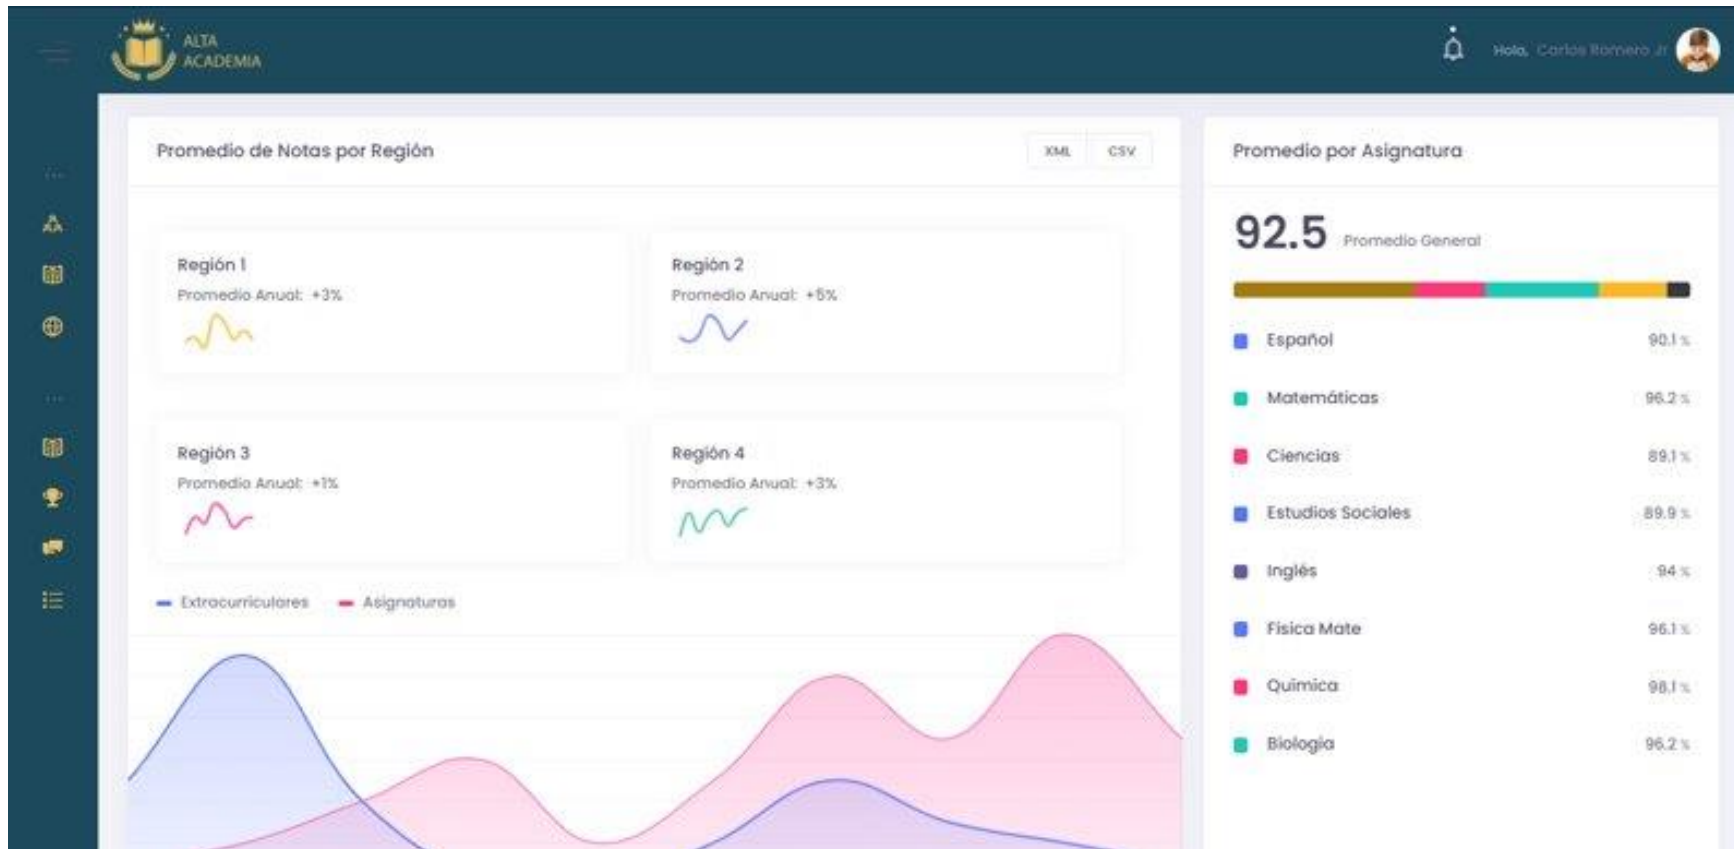 ALTA
ACADEMIA
Hola, Carlos Romero Jr
Promedio de Notas por Región
XML CSV
Región 1
Promedio Anual: +3%
Región 2
Promedio Anual: +5%
Región 3
Promedio Anual: +1%
Región 4
Promedio Anual: +3%
Extracurriculares Asignaturas
Promedio por Asignatura
92.5 Promedio General
Español 90.1 %
Matemáticas 96.2 %
Ciencias 89.1 %
Estudios Sociales 89.9 %
Inglés 94 %
Física Mate 96.1 %
Química 98.1 %
Biología 96.2 %